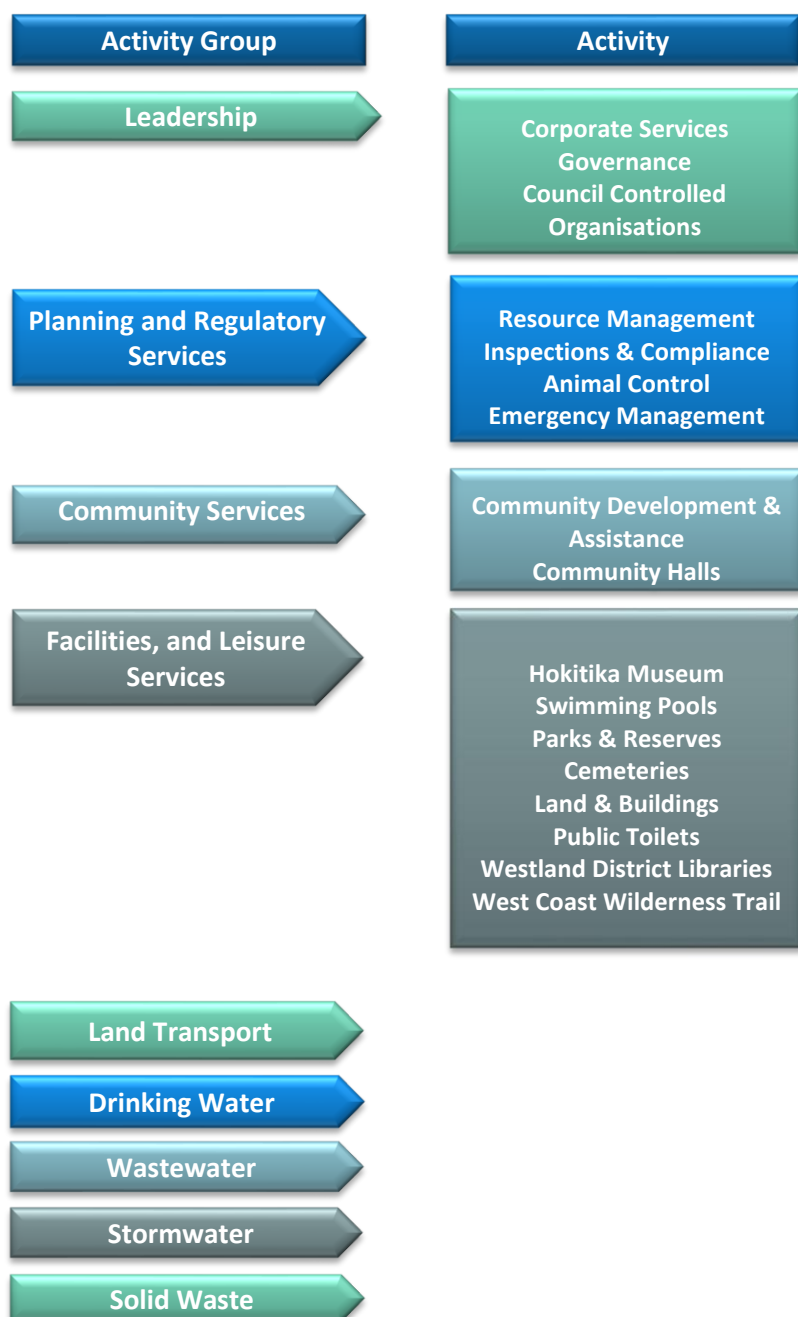 Activity Group
Activity
Leadership
Corporate Services
Governance
Council Controlled
Organisations
Planning and Regulatory
Services
Resource Management
Inspections & Compliance
Animal Control
Emergency Management
Community Services
Community Development &
Assistance
Community Halls
Facilities, and Leisure
Services
Hokitika Museum
Swimming Pools
Parks & Reserves
Cemeteries
Land & Buildings
Public Toilets
Westland District Libraries
West Coast Wilderness Trail
Land Transport
Drinking Water
Wastewater
Stormwater
Solid Waste